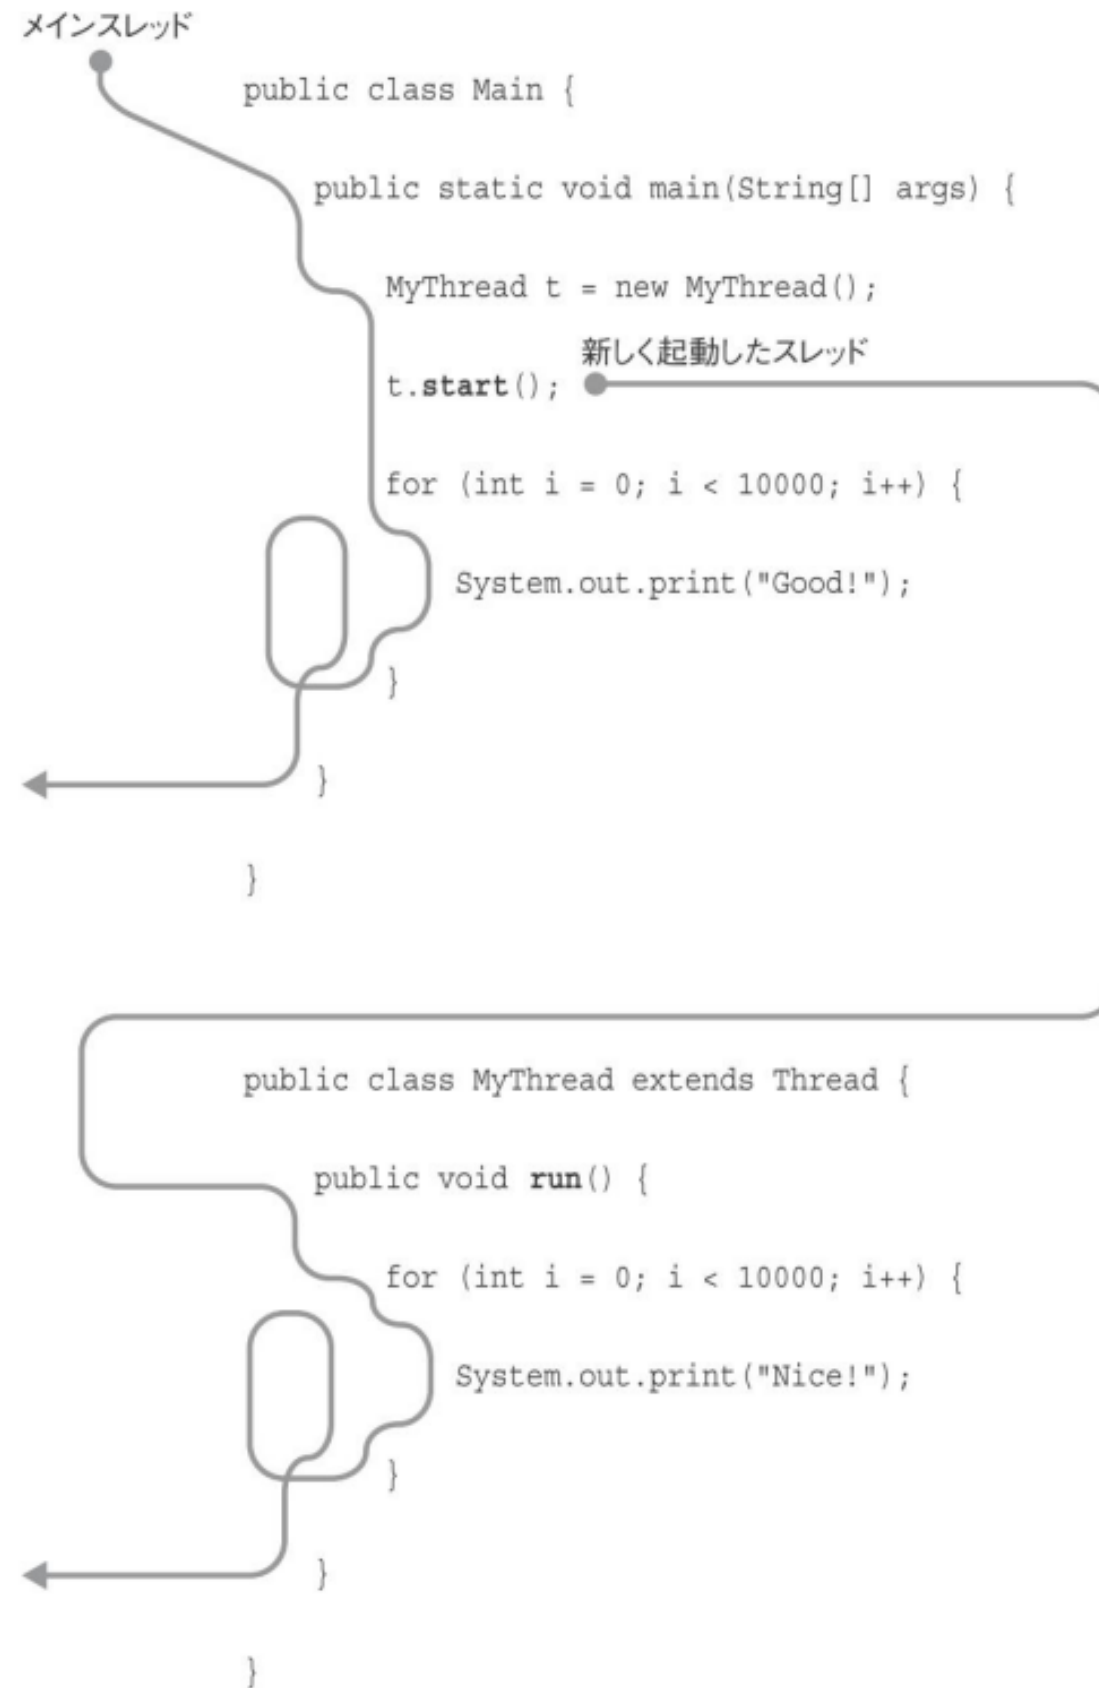 メインスレッド
public class Main {
public static void main(String[] args) {
MyThread t = new MyThread();
新しく起動したスレッド
t.start();
for (int i = 0; i < 10000; i++) {
System.out.print("Good!");
}
}
}
public class MyThread extends Thread {
public void run() {
for (int i = 0; i < 10000; i++) {
System.out.print("Nice!");
}
}
}